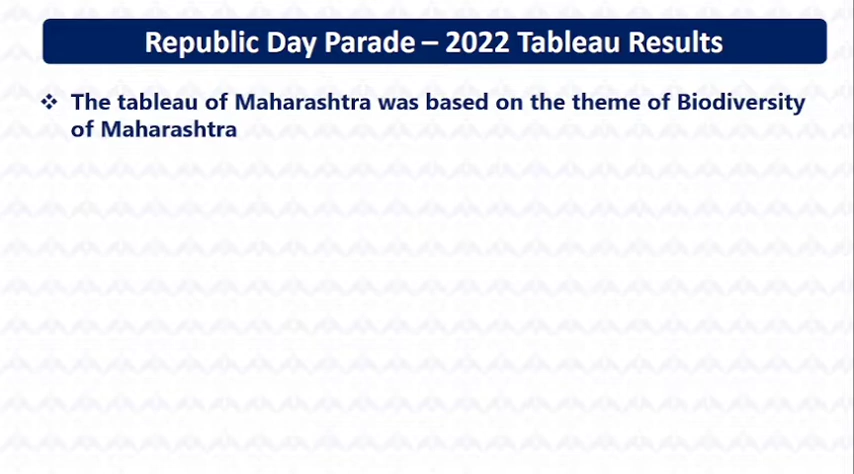 Republic Day Parade – 2022 Tableau Results
❖ The tableau of Maharashtra was based on the theme of Biodiversity
of Maharashtra